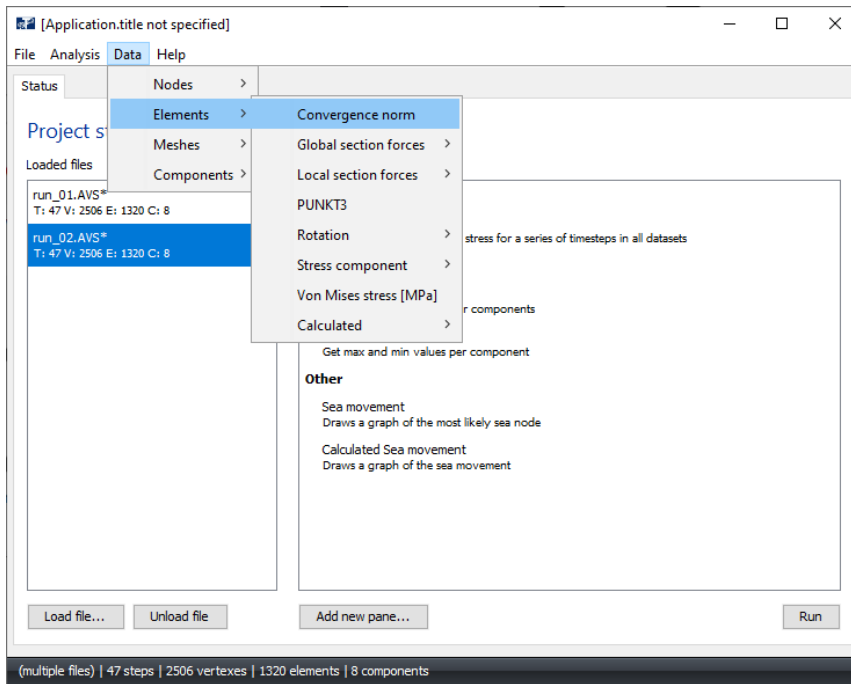 [Application.title not specified]
File Analysis Data Help
Status
Nodes
Elements
Meshes
Components
Convergence norm
Global section forces
Local section forces
PUNKT3
Rotation
Stress component
Von Mises stress [MPa]
Calculated
Project s
Loaded files
run_01.AVS*
T: 47 V: 2506 E: 1320 C: 8
run_02.AVS*
T: 47 V: 2506 E: 1320 C: 8
stress for a series of timesteps in all datasets
r components
Get max and min values per component
Other
Sea movement
Draws a graph of the most likely sea node
Calculated Sea movement
Draws a graph of the sea movement
Load file...
Unload file
Add new pane...
Run
(multiple files) | 47 steps | 2506 vertexes | 1320 elements | 8 components